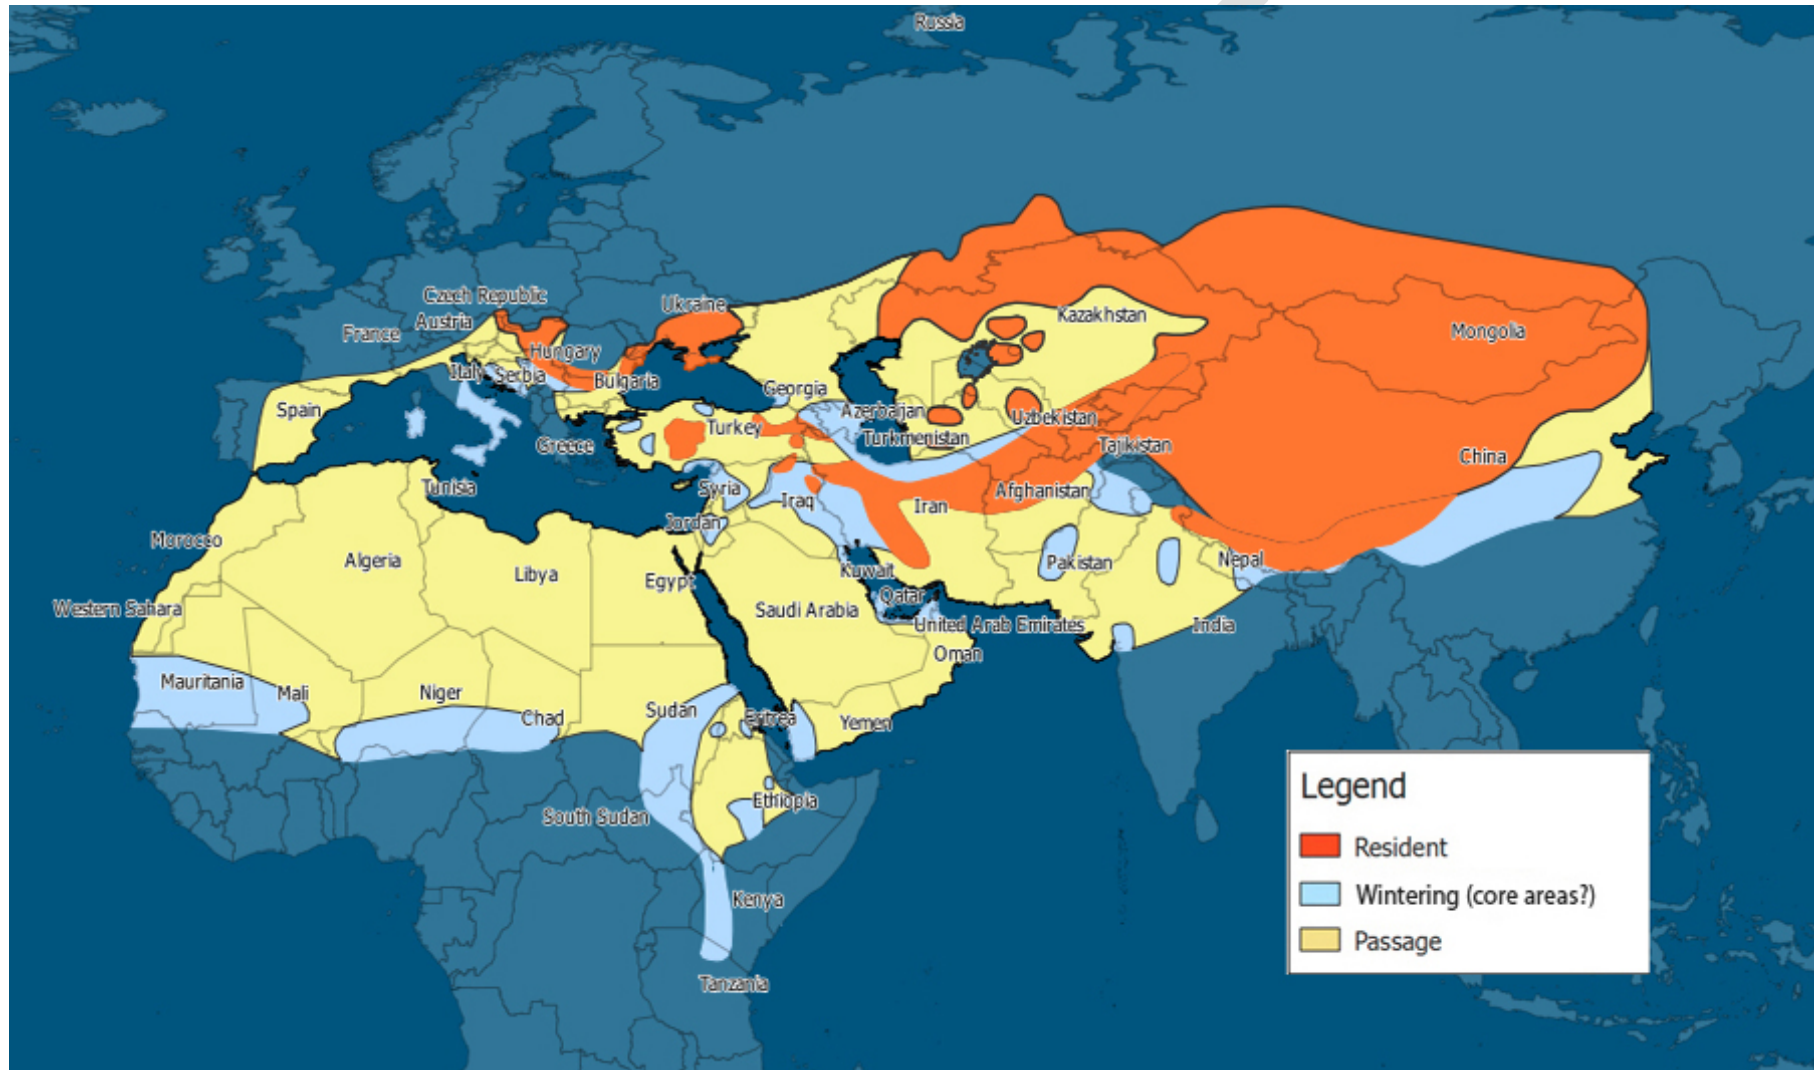 Russia
Czech Republic
Ukraine
Austria
France
Kazakhstan
Mongolia
Hungary
Italy
Serbia
Bulgaria
Georgia
Spain
Azerbaijan
Uzbekistan
Turkey
Turkmenistan
Greece
Tajikistan
China
Tunisia
Syria
Afghanistan
Iraq
Iran
Jordan
Morocco
Algeria
Libya
Egypt
Kuwait
Pakistan
Nepal
Qatar
Western Sahara
Saudi Arabia
United Arab Emirates
India
Oman
Mauritania
Mali
Niger
Chad
Sudan
Eritrea
Yemen
Ethiopia
South Sudan
Kenya
Tanzania
Legend
Resident
Wintering (core areas?)
Passage